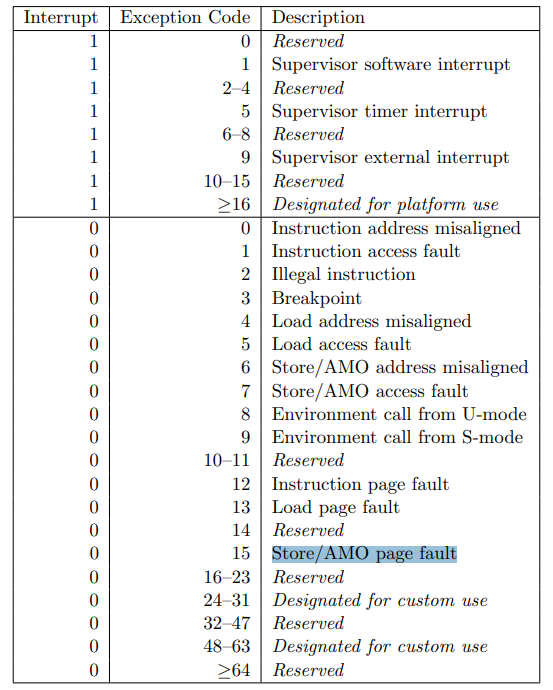 Interrupt Exception Code Description
1 0 Reserved
1 1 Supervisor software interrupt
1 2–4 Reserved
1 5 Supervisor timer interrupt
1 6–8 Reserved
1 9 Supervisor external interrupt
1 10–15 Reserved
1 ≥16 Designated for platform use
0 0 Instruction address misaligned
0 1 Instruction access fault
0 2 Illegal instruction
0 3 Breakpoint
0 4 Load address misaligned
0 5 Load access fault
0 6 Store/AMO address misaligned
0 7 Store/AMO access fault
0 8 Environment call from U-mode
0 9 Environment call from S-mode
0 10–11 Reserved
0 12 Instruction page fault
0 13 Load page fault
0 14 Reserved
0 15 Store/AMO page fault
0 16–23 Reserved
0 24–31 Designated for custom use
0 32–47 Reserved
0 48–63 Designated for custom use
0 ≥64 Reserved